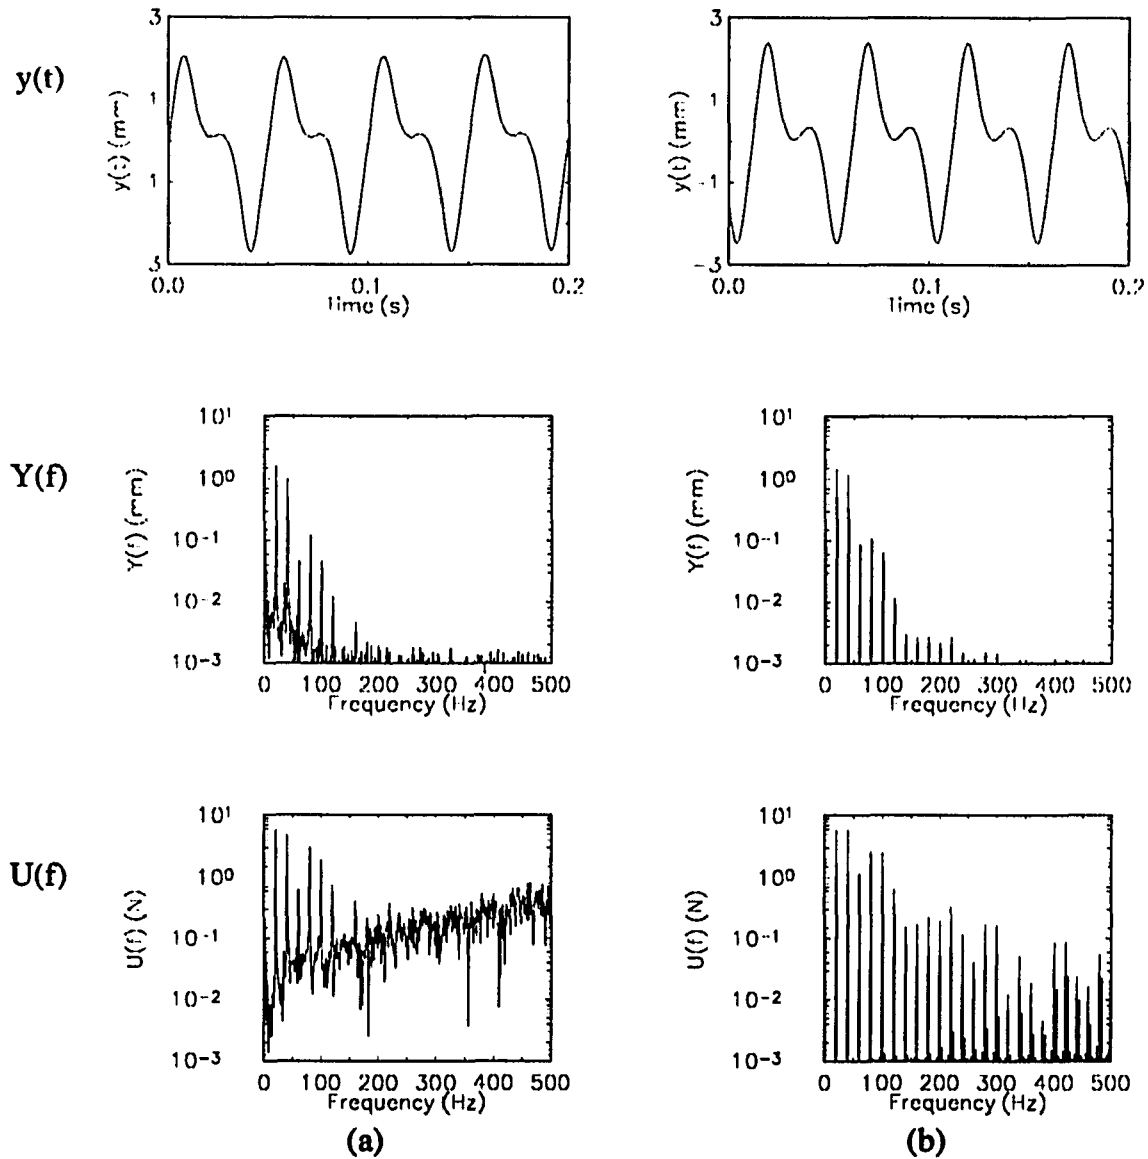 3
3
y(t)
y(t) (mm)
1
1
3
0.0
0.1
0.2
Time (s)
y(t) (mm)
1
-1
-3
0.0
0.1
0.2
Time (s)
Y(f)
Y(f) (mm)
10¹
10⁰
10⁻¹
10⁻²
10⁻³
0 100 200 300 400 500
Frequency (Hz)
Y(f) (mm)
10¹
10⁰
10⁻¹
10⁻²
10⁻³
0 100 200 300 400 500
Frequency (Hz)
U(f)
U(f) (N)
10¹
10⁰
10⁻¹
10⁻²
10⁻³
0 100 200 300 400 500
Frequency (Hz)
(a)
U(f) (N)
10¹
10⁰
10⁻¹
10⁻²
10⁻³
0 100 200 300 400 500
Frequency (Hz)
(b)